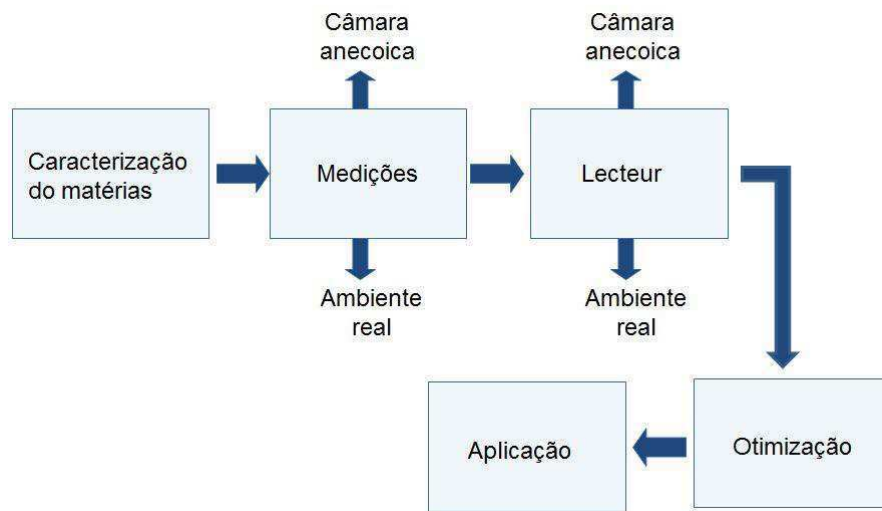 Câmara
anecoica
Câmara
anecoica
Caracterização
do matérias
Medições
Lecteur
Ambiente
real
Ambiente
real
Aplicação
Otimização